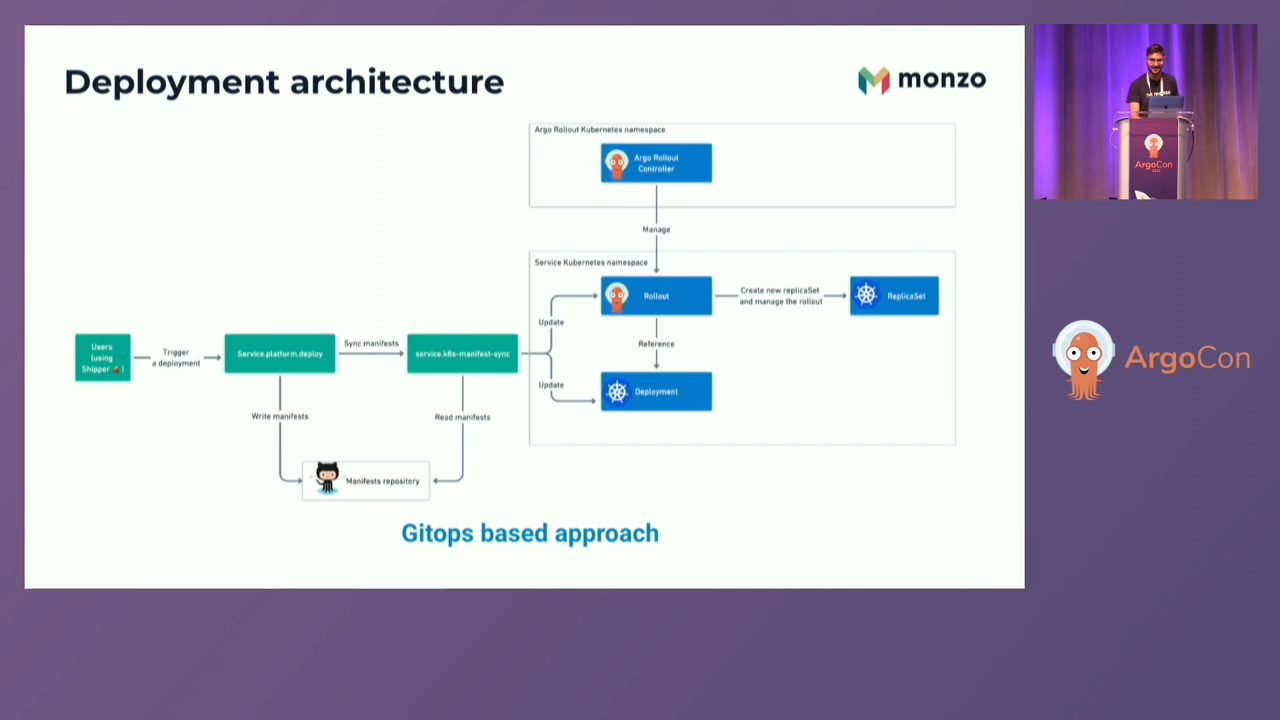 Deployment architecture
monzo
Argo Rollout Kubernetes namespace
Argo Rollout
Controller
Manage
Service Kubernetes namespace
Rollout
Create new replicaSet
and manage the rollout
ReplicaSet
Update
Reference
Update
Deployment
Users
(using
Shipper )
Trigger
a deployment
Service.platform.deploy
Sync manifests
service.k8s-manifest-sync
Write manifests
Read manifests
Manifests repository
Gitops based approach
monzo
ArgoCon
ArgoCon